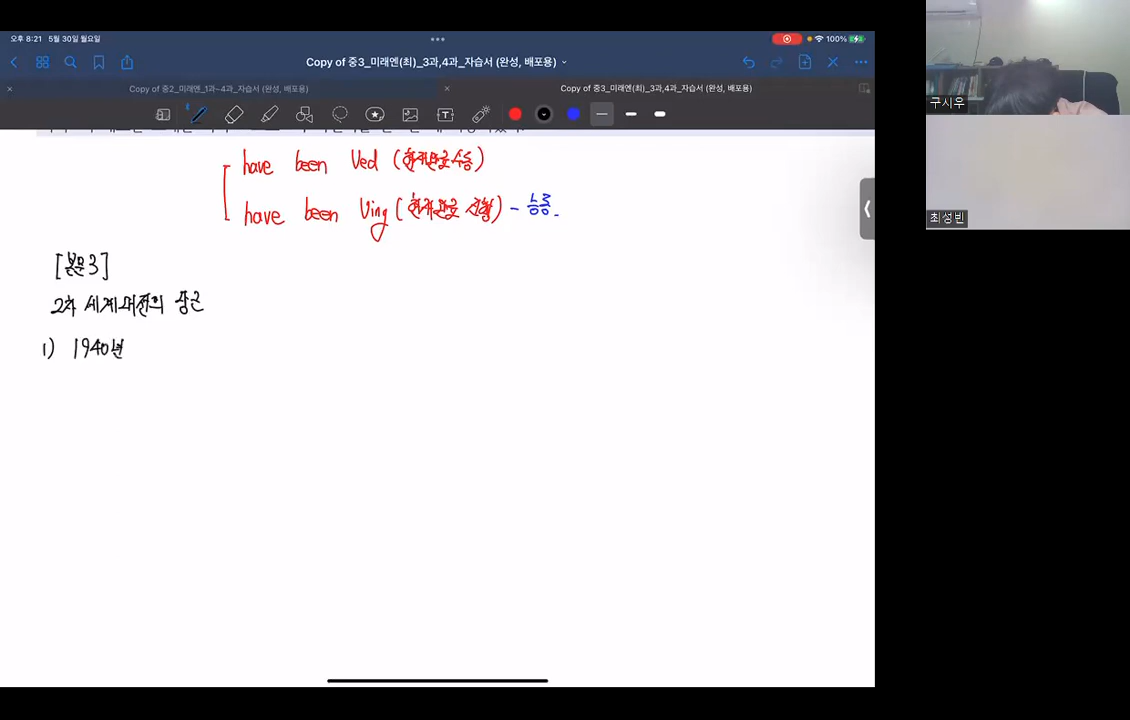 오후 8:21 5월 30일 월요일
100%
Copy of 중3_미래엔(최)_3과,4과_자습서 (완성, 배포용)
Copy of 중2_미래엔_1과~4과_자습서 (완성, 배포용)
Copy of 중3_미래엔(최)_3과,4과_자습서 (완성, 배포용)
have been Ved (현재완료수동)
have been Ving (현재완료 진행) - 능동.
[본문3]
2차 세계대전의 종군
1) 1940년
구시우
최성빈